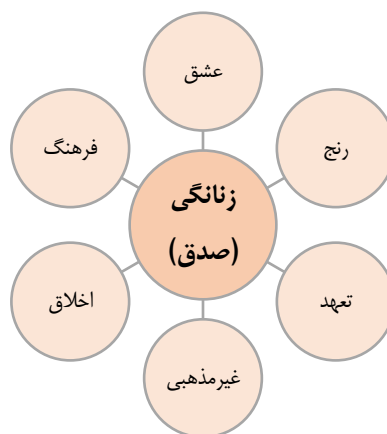 عشق
رنج
فرهنگ
زنانگی
(صدق)
تعهد
اخلاق
غیرمذهبی